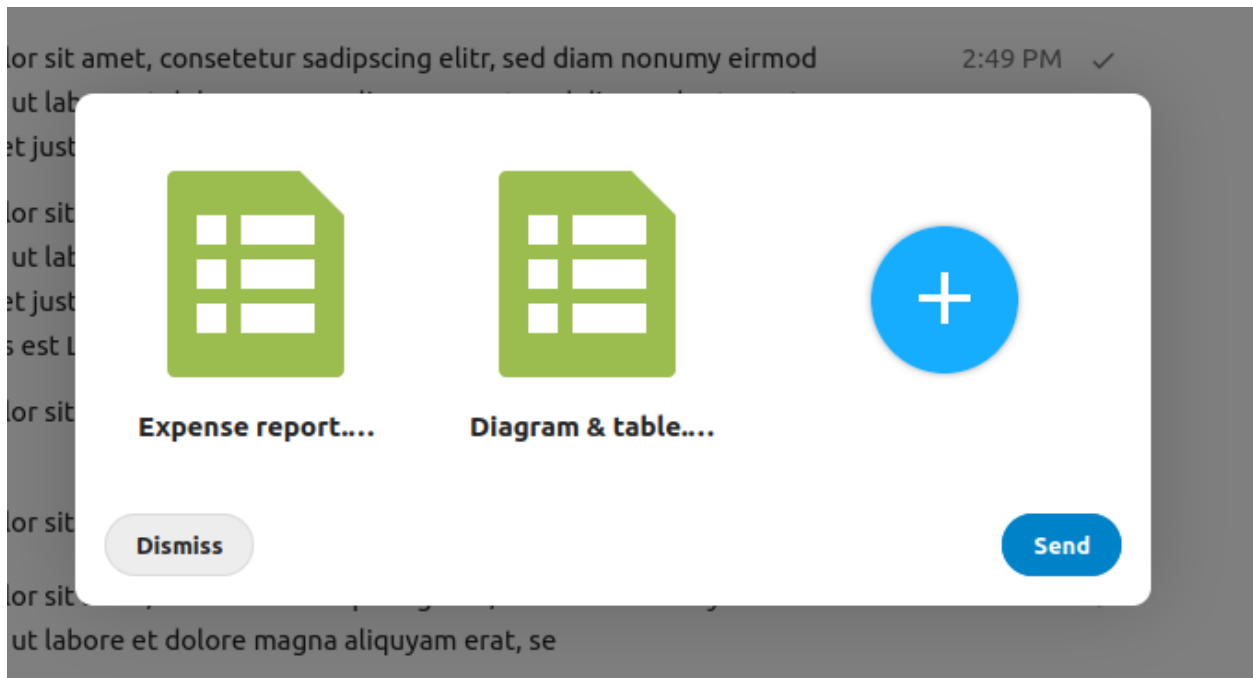 lor sit amet, consetetur sadipscing elitr, sed diam nonumy eirmod 2:49 PM
ut lab
et just
lor sit
ut lab
et just
s est L
Expense report.…
Diagram & table.…
lor sit
lor sit
Dismiss
Send
lor sit
ut labore et dolore magna aliquyam erat, se